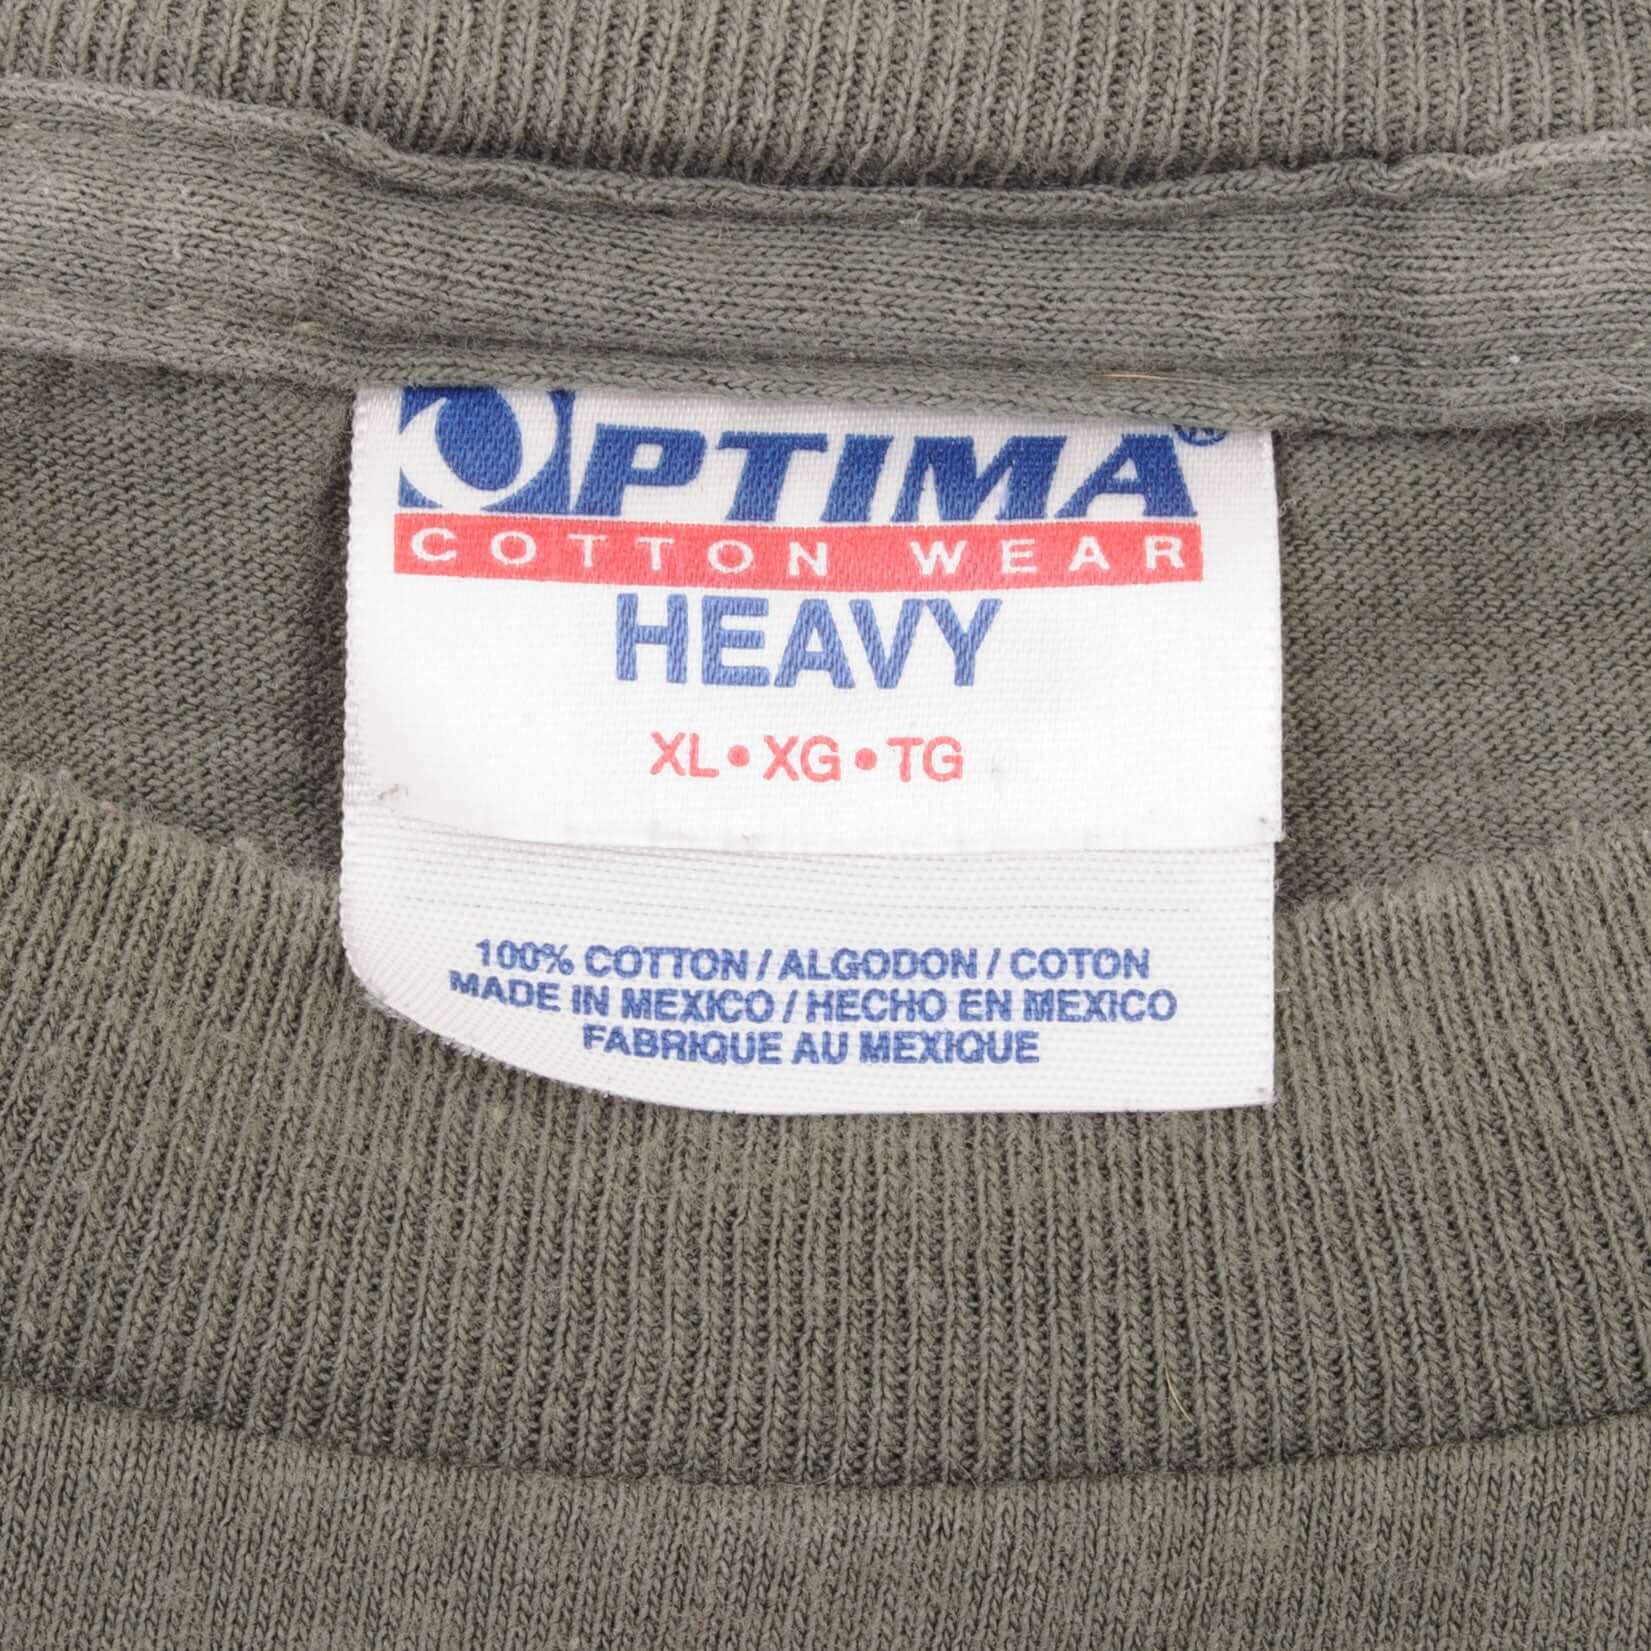 OPTIMA®
COTTON WEAR
HEAVY
XL•XG•TG
100% COTTON / ALGODON / COTON
MADE IN MEXICO / HECHO EN MEXICO
FABRIQUE AU MEXIQUE